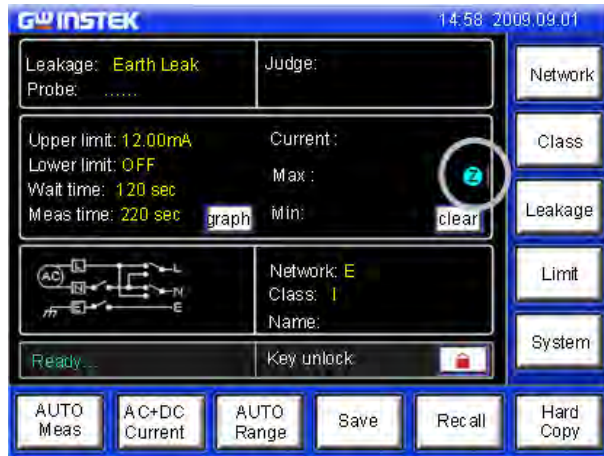 GWINSTEK 14:58 2009.09.01
Leakage: Earth Leak
Probe: ......
Judge:
Upper limit: 12.00mA
Lower limit: OFF
Wait time: 120 sec
Meas time: 220 sec
graph
Current:
Max:
Min:
Z
clear
AC
L
N
E
L
N
E
Network: E
Class: I
Name:
Ready...
Key unlock
Network
Class
Leakage
Limit
System
AUTO
Meas
AC+DC
Current
AUTO
Range
Save
Recall
Hard
Copy